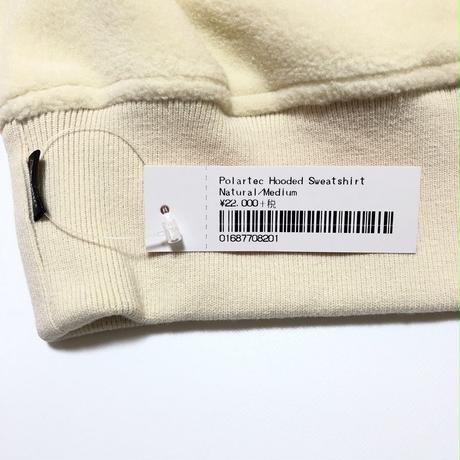 Polartec Hooded Sweatshirt
Natural/Medium
¥22.000+税
01687708201